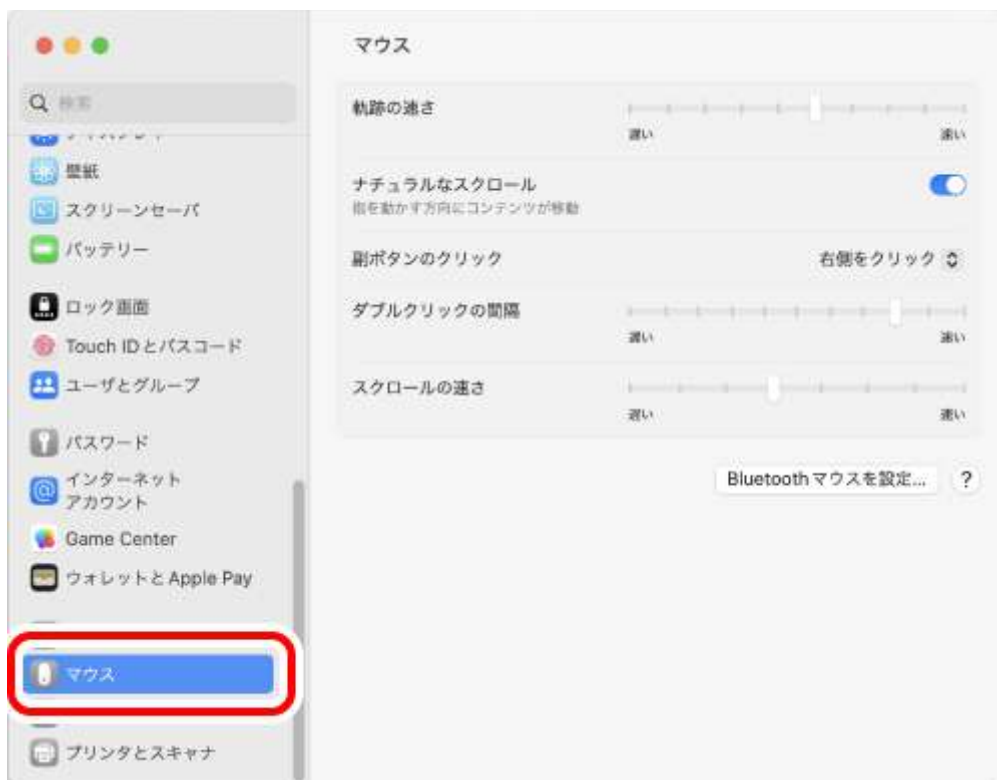 マウス
検索
壁紙
スクリーンセーバ
バッテリー
ロック画面
Touch IDとパスコード
ユーザとグループ
パスワード
インターネット
アカウント
Game Center
ウォレットとApple Pay
マウス
プリンタとスキャナ
軌跡の速さ
遅い
速い
ナチュラルなスクロール
指を動かす方向にコンテンツが移動
副ボタンのクリック
右側をクリック
ダブルクリックの間隔
遅い
速い
スクロールの速さ
遅い
速い
Bluetoothマウスを設定...
?